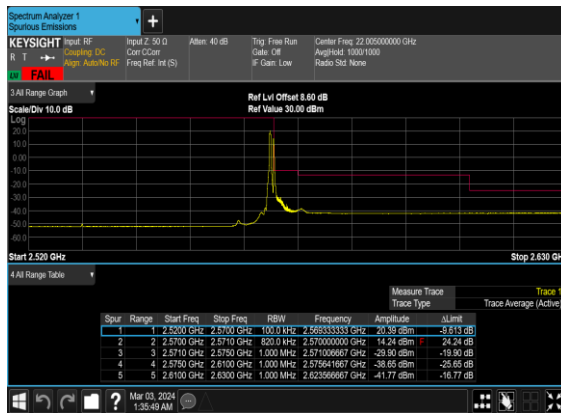 Spectrum Analyzer 1
Spurious Emissions
KEYSIGHT Input: RF Input Z: 50 Ω Atten: 40 dB Trig: Free Run Center Freq: 22.005000000 GHz
R T Coupling: DC Corr CCorr Gate: Off Avg|Hold: 1000/1000
Align: Auto/No RF Freq Ref: Int (S) IF Gain: Low Radio Std: None
LW FAIL
3 All Range Graph
Ref Lvl Offset 8.60 dB
Scale/Div 10.0 dB Ref Value 30.00 dBm
Log
20.0
10.0
0.00
-10.0
-20.0
-30.0
-40.0
-50.0
-60.0
Start 2.520 GHz Stop 2.630 GH
4 All Range Table
Measure Trace Trace 1
Trace Type Trace Average (Active)
Spur Range Start Freq Stop Freq RBW Frequency Amplitude ΔLimit
1 1 2.5200 GHz 2.5700 GHz 100.0 kHz 2.569333333 GHz 20.39 dBm -9.613 dB
2 2 2.5700 GHz 2.5710 GHz 820.0 kHz 2.570000000 GHz 14.24 dBm F 24.24 dB
3 3 2.5710 GHz 2.5750 GHz 1.000 MHz 2.571006667 GHz -29.90 dBm -19.90 dB
4 4 2.5750 GHz 2.6100 GHz 1.000 MHz 2.575641667 GHz -38.65 dBm -25.65 dB
5 5 2.6100 GHz 2.6300 GHz 1.000 MHz 2.623566667 GHz -41.77 dBm -16.77 dB
Mar 03, 2024
1:35:49 AM